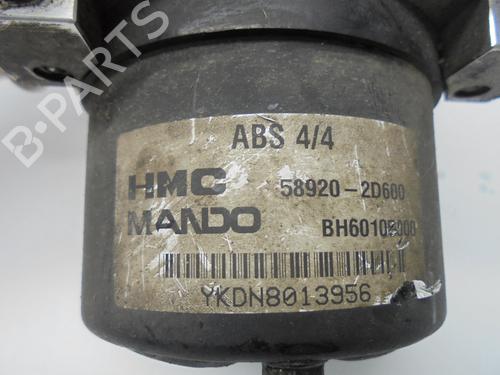 B-PARTS
ABS 4/4
HMC 58920-2D600
MANDO BH60105000
YKDN8013956